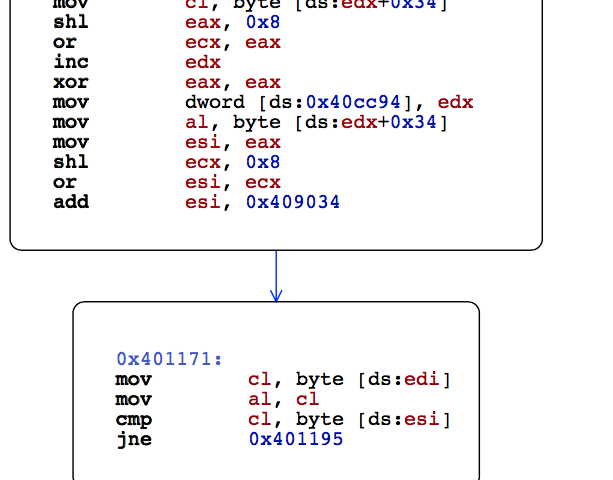 mov cl, byte [ds:edx+0x34]
shl eax, 0x8
or ecx, eax
inc edx
xor eax, eax
mov dword [ds:0x40cc94], edx
mov al, byte [ds:edx+0x34]
mov esi, eax
shl ecx, 0x8
or esi, ecx
add esi, 0x409034
0x401171:
mov cl, byte [ds:edi]
mov al, cl
cmp cl, byte [ds:esi]
jne 0x401195